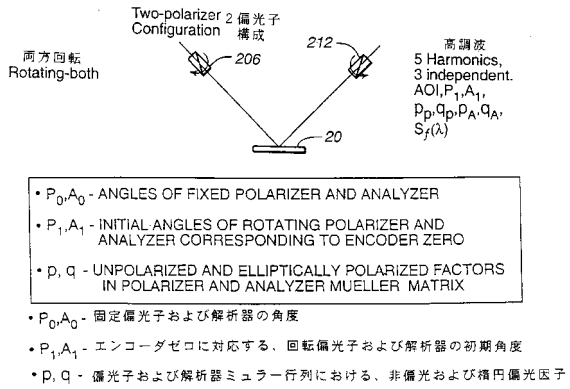 Two-polarizer 2 偏光子
Configuration 構成
206
212
両方回転
Rotating-both
高調波
5 Harmonics,
3 independent.
AOI,P₁,A₁,
pₚ,qₚ,p_A,q_A,
S_f(λ)
20
• P₀,A₀ - ANGLES OF FIXED POLARIZER AND ANALYZER
• P₁,A₁ - INITIAL ANGLES OF ROTATING POLARIZER AND
ANALYZER CORRESPONDING TO ENCODER ZERO
• p, q - UNPOLARIZED AND ELLIPTICALLY POLARIZED FACTORS
IN POLARIZER AND ANALYZER MUELLER MATRIX
• P₀,A₀ - 固定偏光子および解析器の角度
• P₁,A₁ - エンコーダゼロに対応する、回転偏光子および解析器の初期角度
• p, q - 偏光子および解析器ミュラー行列における、非偏光および楕円偏光因子